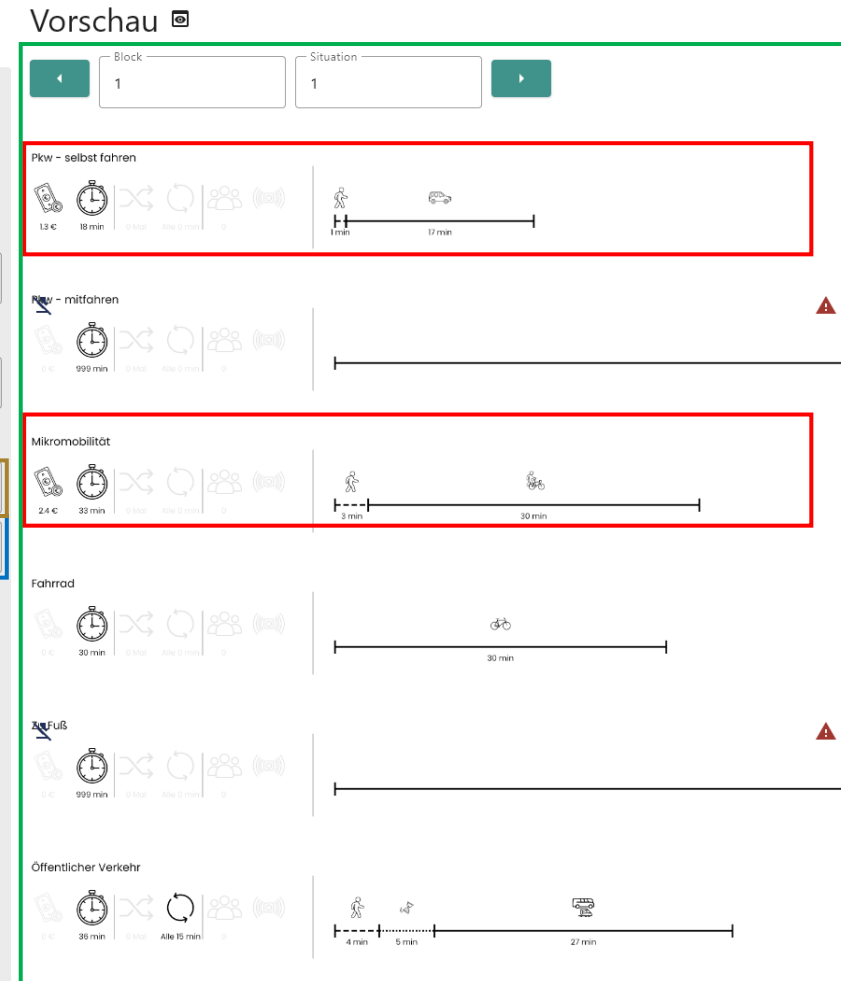 Vorschau
Block
1
Situation
1
Pkw - selbst fahren
1.3 €
18 min
0 Mal
Alle 0 min
0
1 min
17 min
Pkw - mitfahren
0 €
999 min
0 Mal
Alle 0 min
0
Mikromobilität
2.4 €
33 min
0 Mal
Alle 0 min
0
3 min
30 min
Fahrrad
0 €
30 min
0 Mal
Alle 0 min
0
30 min
Zu Fuß
0 €
999 min
0 Mal
Alle 0 min
0
Öffentlicher Verkehr
0 €
36 min
0 Mal
Alle 15 min
0
4 min
5 min
27 min